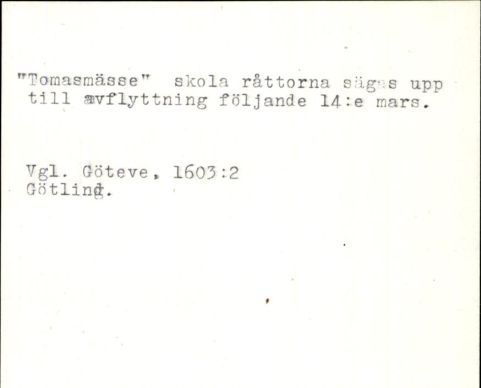 "Tomasmässe" skola råttorna sägas upp
till avflyttning följande 14:e mars.
Vgl. Göteve, 1603:2
Götlind.